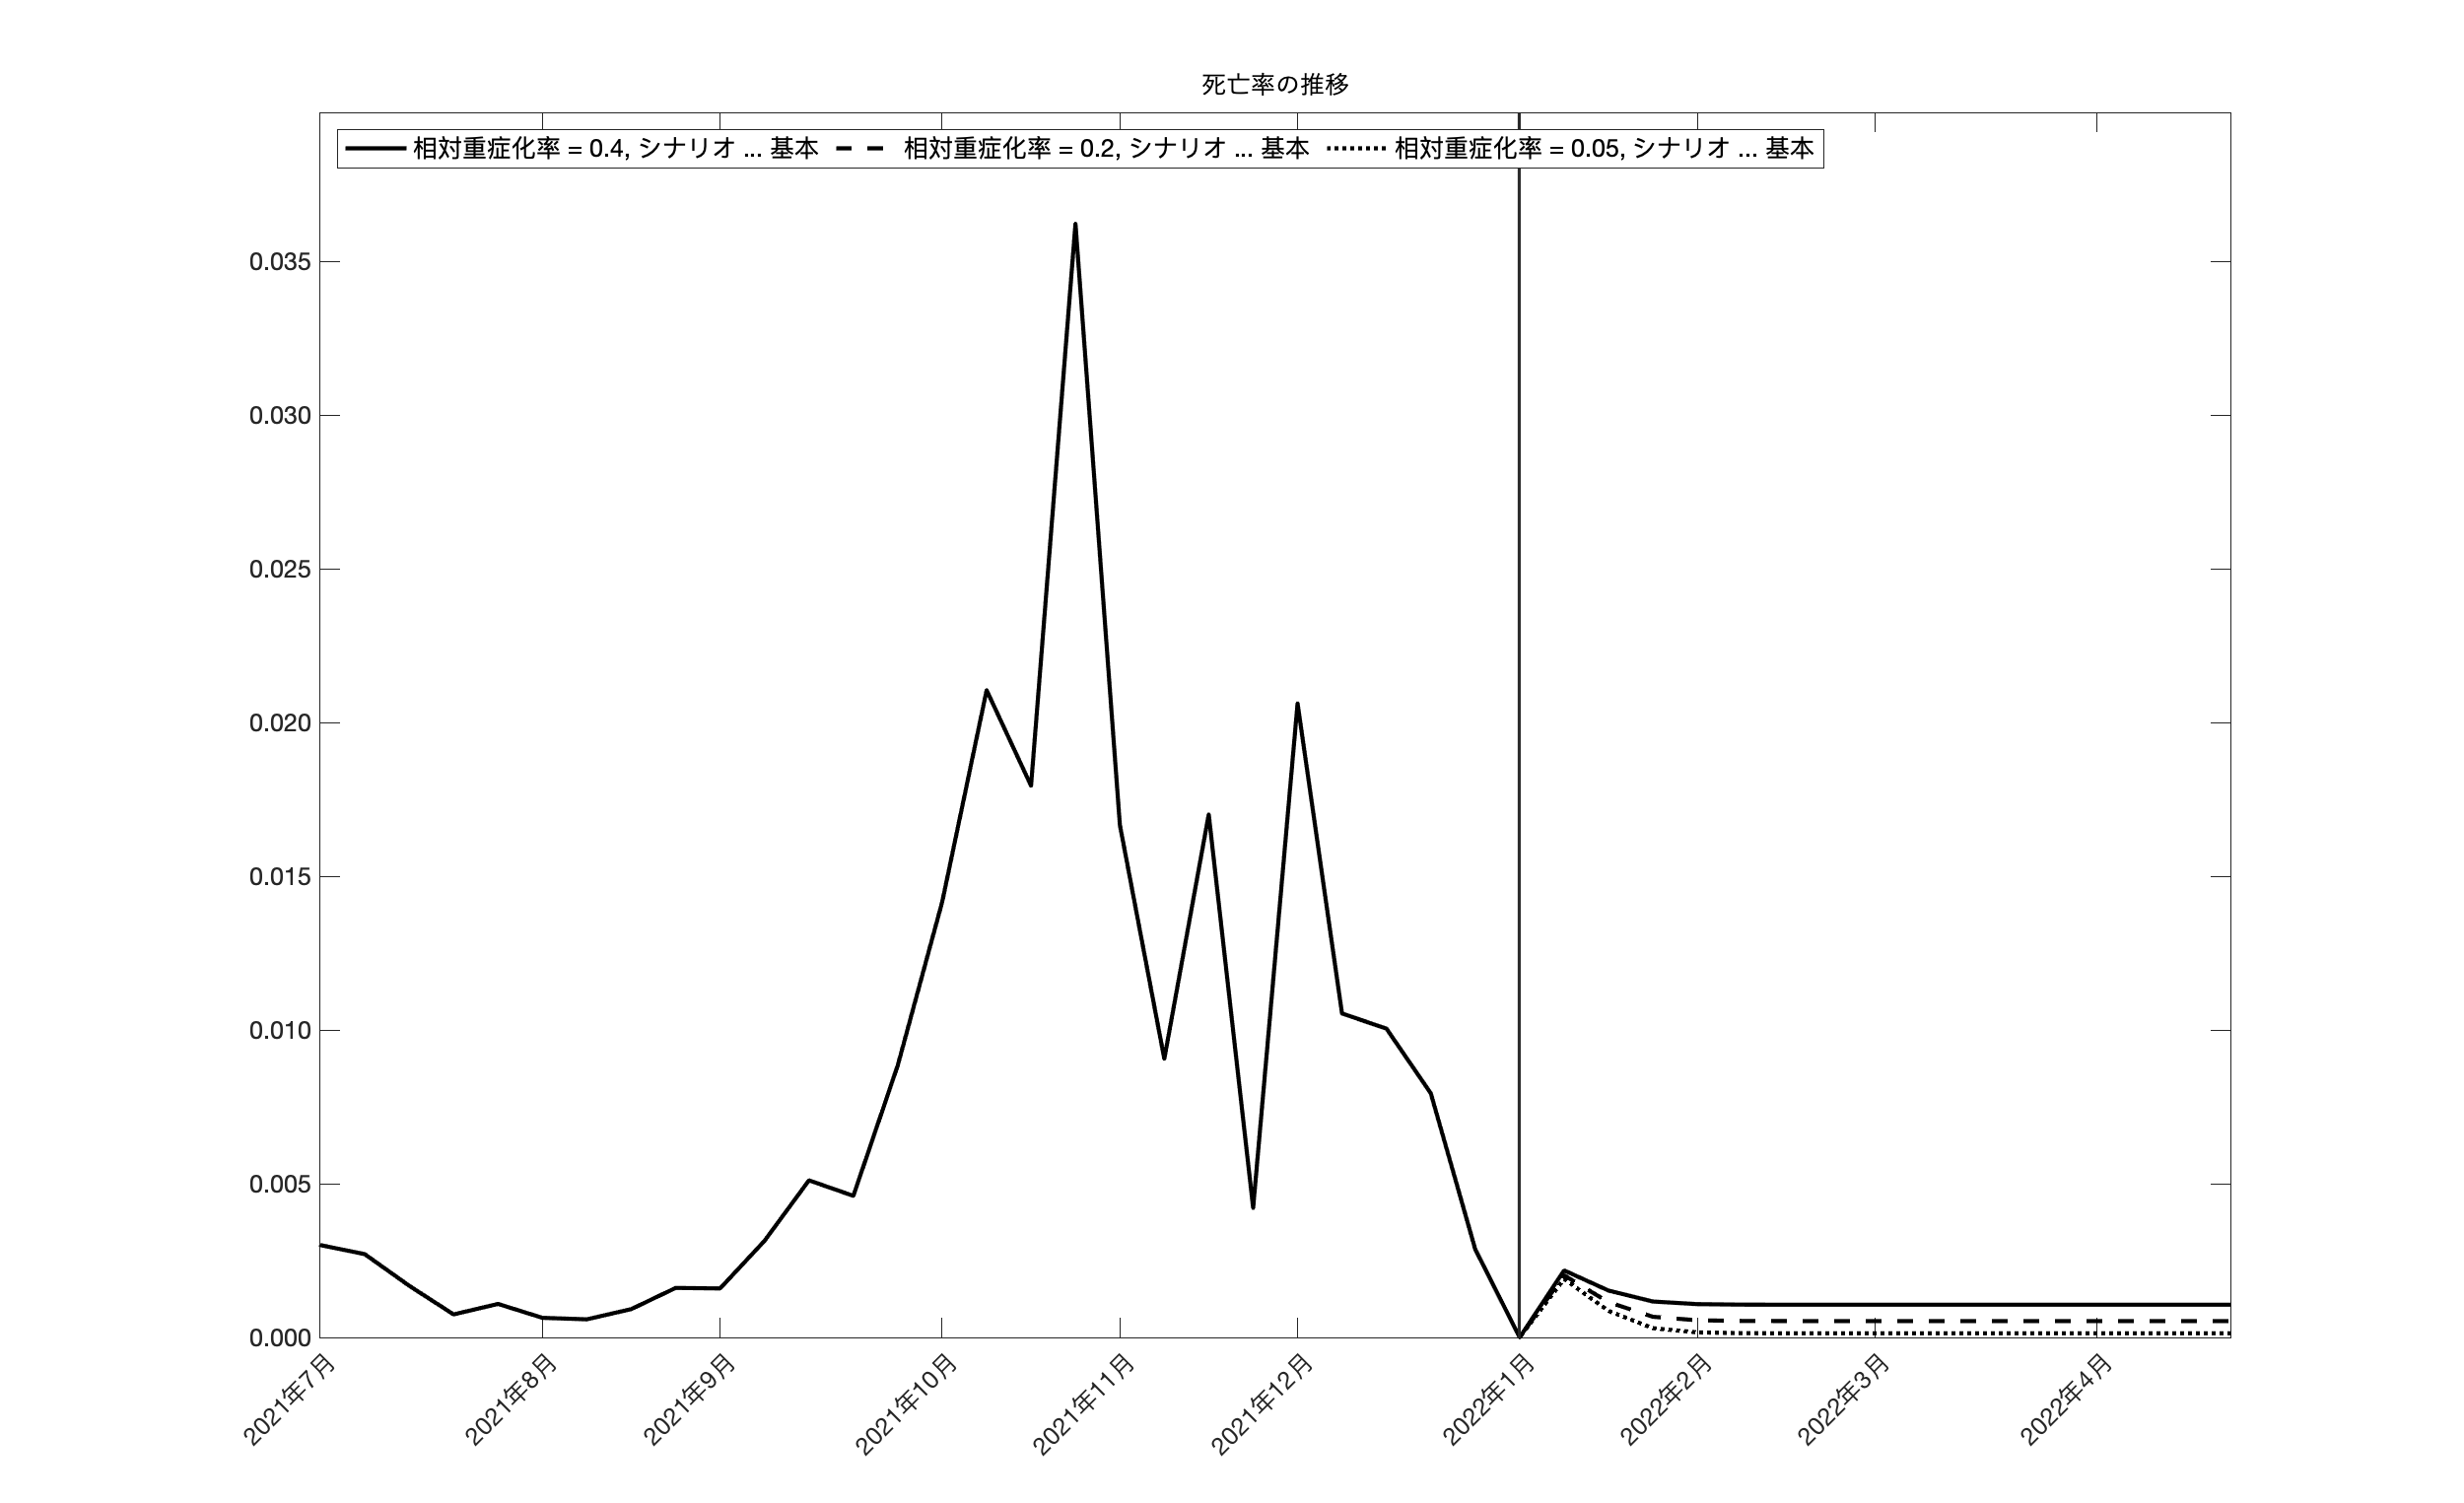 死亡率の推移
相対重症化率 = 0.4, シナリオ ... 基本 相対重症化率 = 0.2, シナリオ ... 基本 相対重症化率 = 0.05, シナリオ ... 基本
0.035
0.030
0.025
0.020
0.015
0.010
0.005
0.000
2021年7月
2021年8月
2021年9月
2021年10月
2021年11月
2021年12月
2022年1月
2022年2月
2022年3月
2022年4月